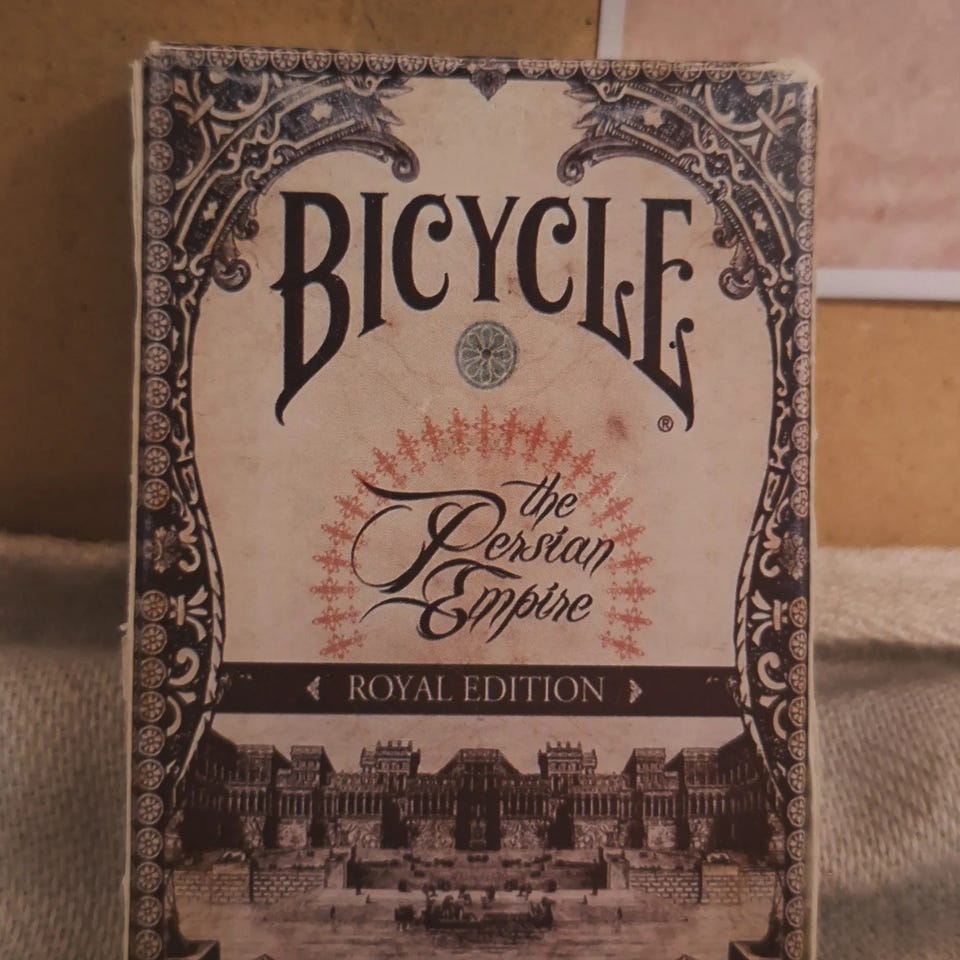 BICYCLE
®
the
Persian
Empire
ROYAL EDITION